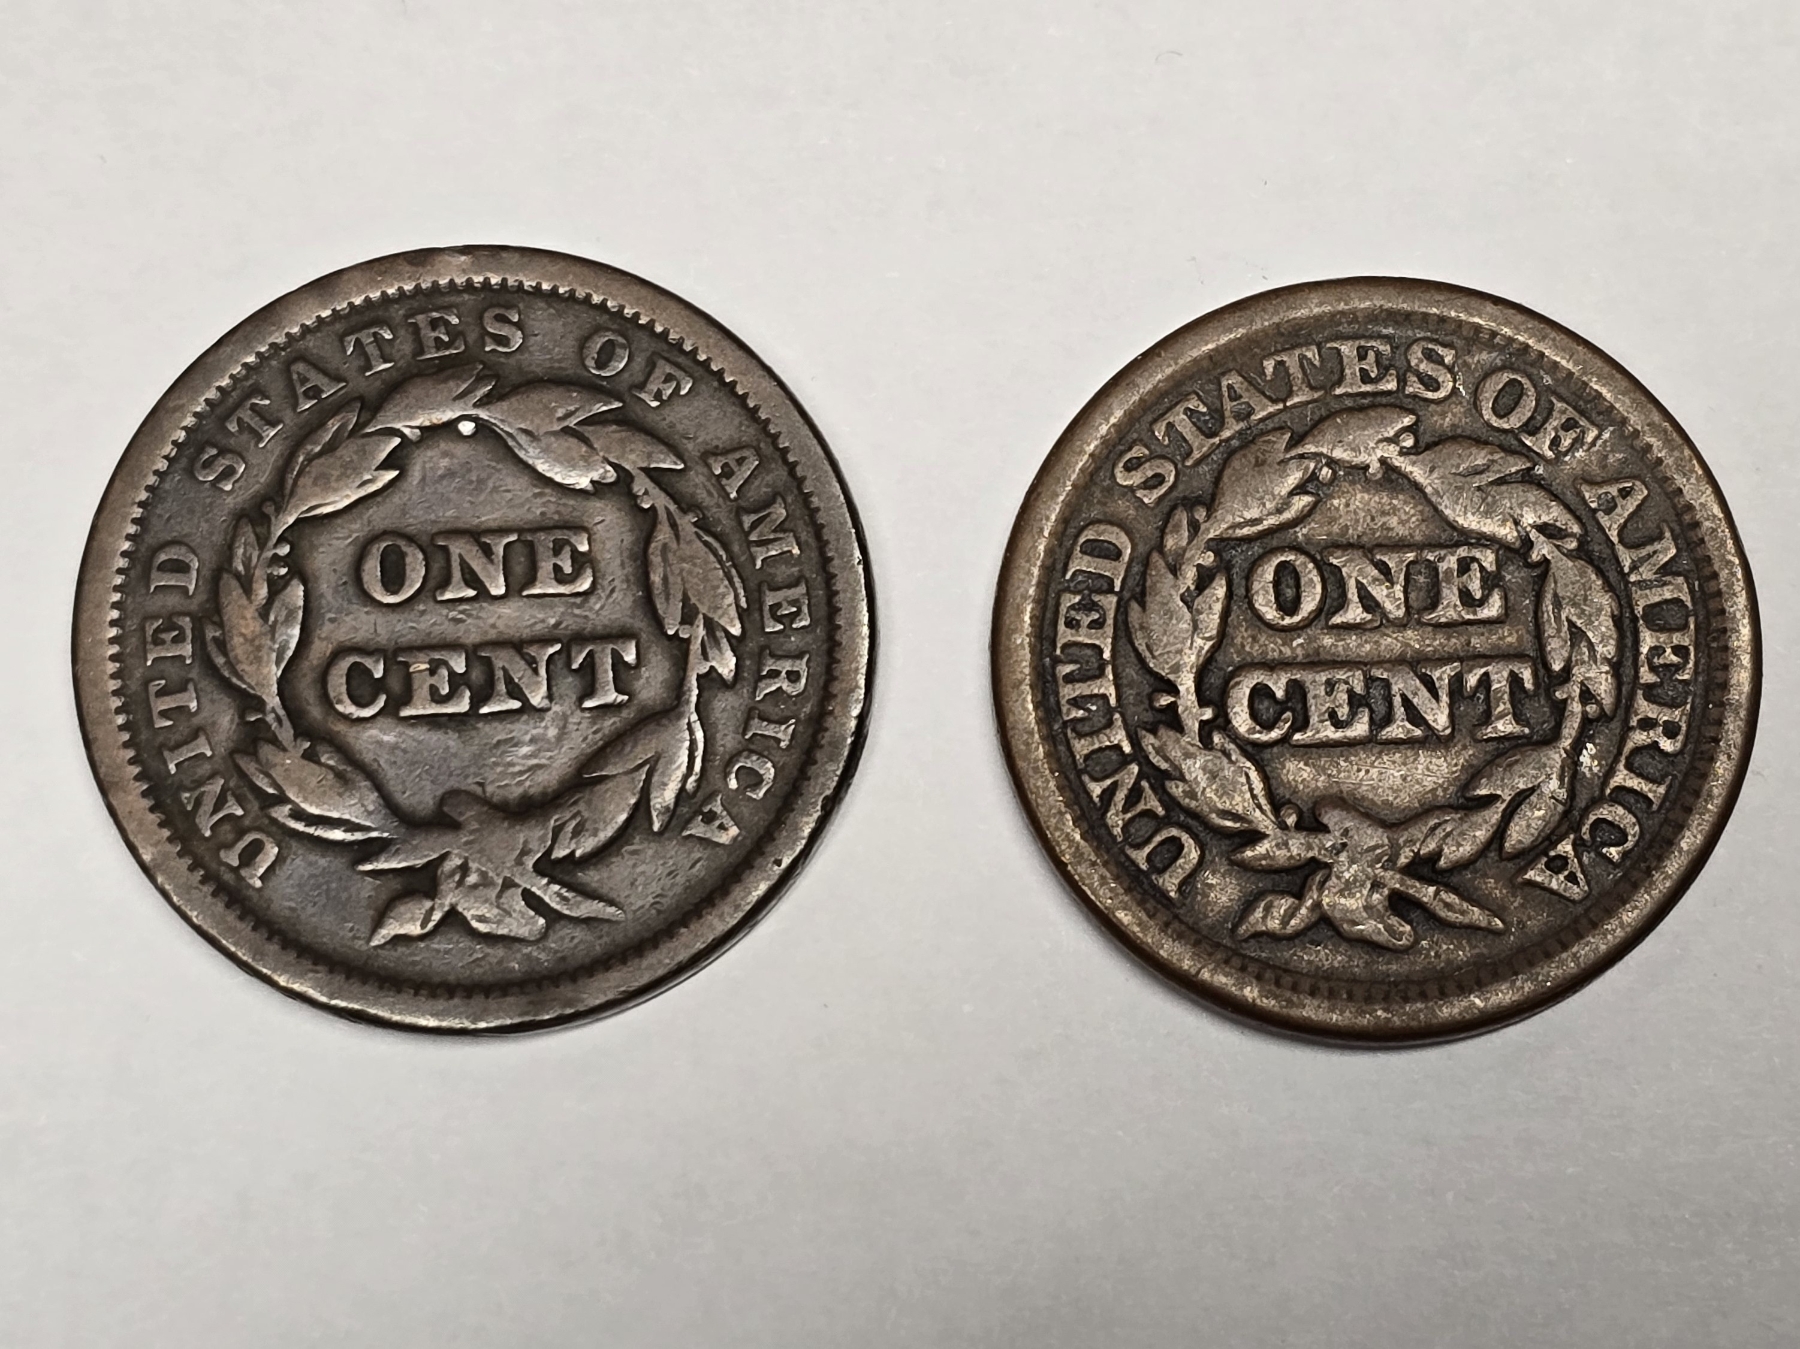 UNITED STATES OF AMERICA
ONE
CENT
UNITED STATES OF AMERICA
ONE
CENT